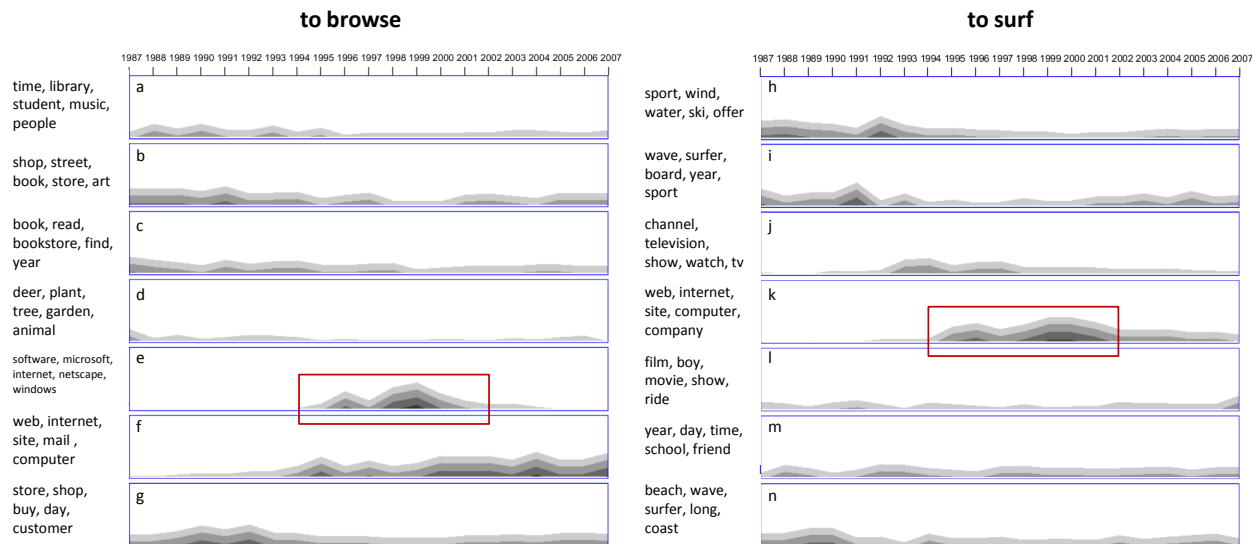 to browse
1987 1988 1989 1990 1991 1992 1993 1994 1995 1996 1997 1998 1999 2000 2001 2002 2003 2004 2005 2006 2007
time, library,
student, music,
people
a
shop, street,
book, store, art
b
book, read,
bookstore, find,
year
c
deer, plant,
tree, garden,
animal
d
software, microsoft,
internet, netscape,
windows
e
web, internet,
site, mail ,
computer
f
store, shop,
buy, day,
customer
g
to surf
1987 1988 1989 1990 1991 1992 1993 1994 1995 1996 1997 1998 1999 2000 2001 2002 2003 2004 2005 2006 2007
sport, wind,
water, ski, offer
h
wave, surfer,
board, year,
sport
i
channel,
television,
show, watch, tv
j
web, internet,
site, computer,
company
k
film, boy,
movie, show,
ride
l
year, day, time,
school, friend
m
beach, wave,
surfer, long,
coast
n